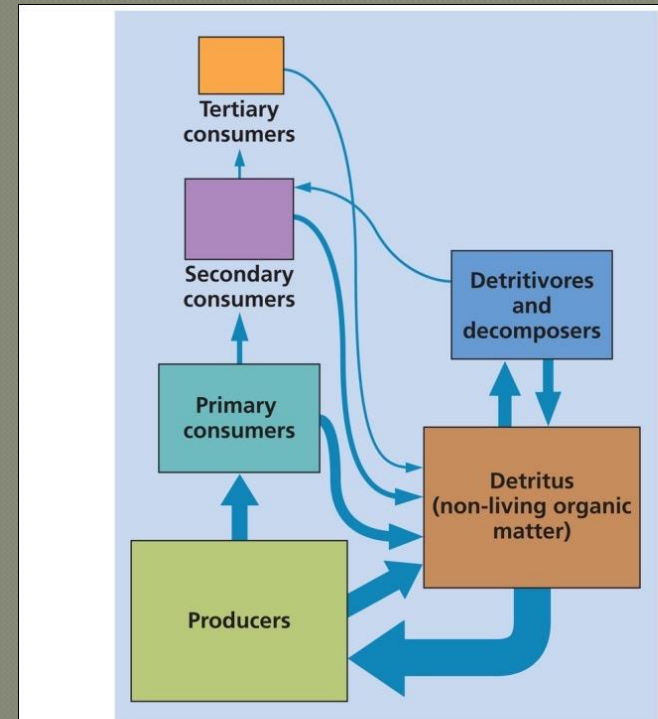 Tertiary
consumers
Secondary
consumers
Detritivores
and
decomposers
Primary
consumers
Detritus
(non-living organic
matter)
Producers